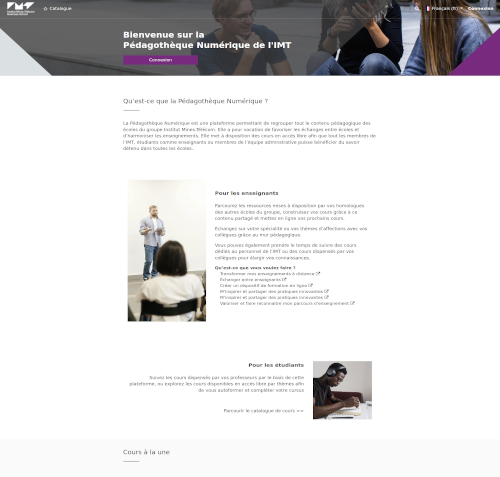 IMT
Catalogue
Français (fr)
Connexion
Bienvenue sur la
Pédagothèque Numérique de l'IMT
Connexion
Qu'est-ce que la Pédagothèque Numérique ?
La Pédagothèque Numérique est une plateforme permettant de regrouper tout le contenu pédagogique des
écoles du groupe Institut Mines-Télécom. Elle a pour vocation de favoriser les échanges entre écoles et
d'harmoniser les enseignements. Elle met à disposition des cours en accès libre afin que tout les membres de
l'IMT, étudiants comme enseignants ou membres de l'équipe administrative puisse bénéficier du savoir
détenu dans toutes les écoles.
Pour les enseignants
Parcourez les ressources mises à disposition par vos homologues
des autres écoles du groupe, construisez vos cours grâce à ce
contenu partagé et mettez en ligne vos prochains cours.
Échangez sur votre spécialité ou vos thèmes d'affections avec vos
collègues grâce au mur pédagogique.
Vous pouvez également prendre le temps de suivre des cours
dédiés au personnel de l'IMT ou des cours dispensés par vos
collègues pour élargir vos connaissances.
Qu'est-ce que vous voulez faire ?
Transformer mes enseignements à distance
Échanger entre enseignants
Créer un dispositif de formation en ligne
M'inspirer et partager des pratiques innovantes
M'inspirer et partager des pratiques innovantes
Valoriser et faire reconnaitre mon parcours d'enseignement
Pour les étudiants
Suivez les cours dispensés par vos professeurs par le biais de cette
plateforme, ou explorez les cours disponibles en accès libre par thèmes afin
de vous autoformer et compléter votre cursus
Parcourir le catalogue de cours >>
Cours à la une